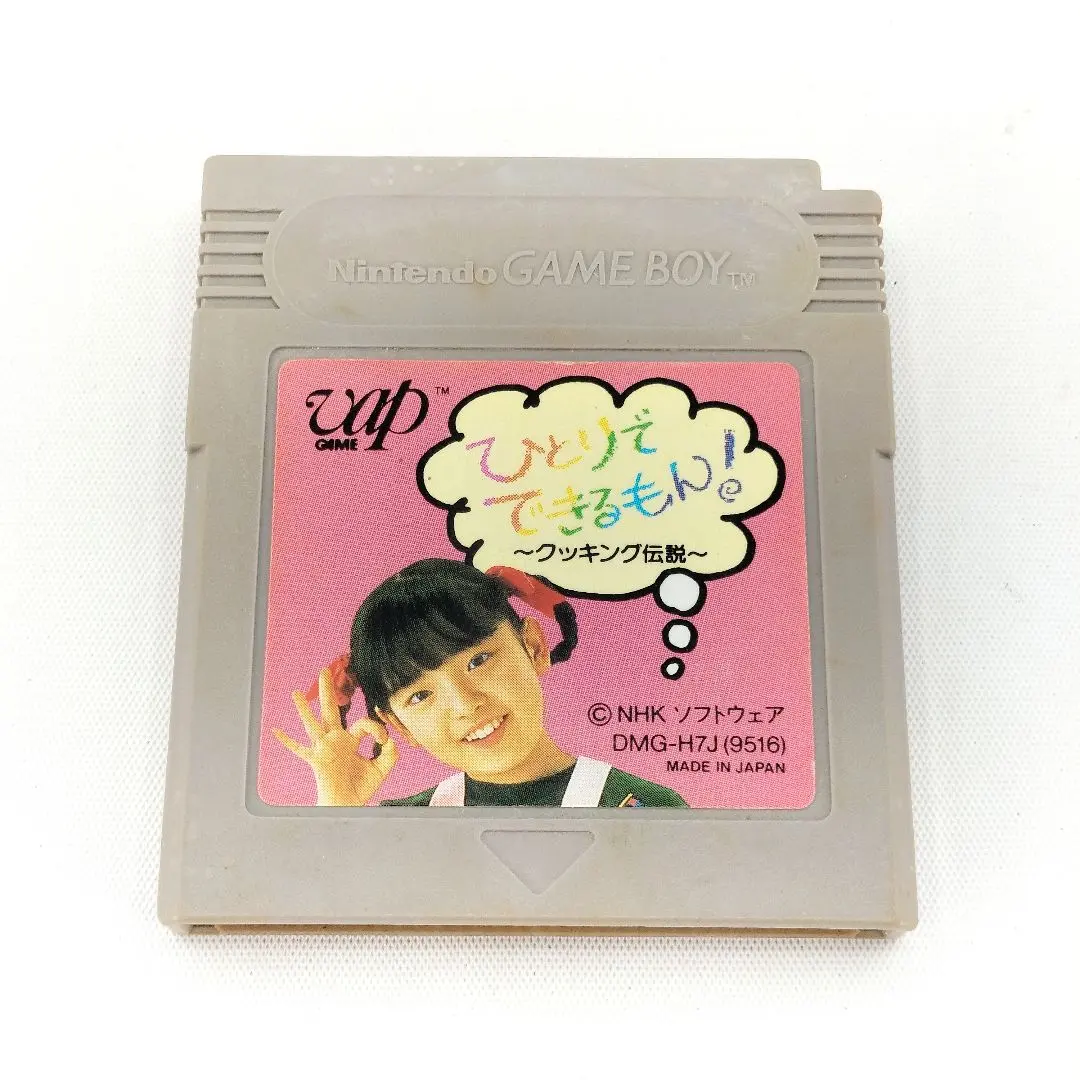 Nintendo GAME BOY TM
vap TM
GAME
ひとりで
できるもん!
〜クッキング伝説〜
© NHK ソフトウェア
DMG-H7J (9516)
MADE IN JAPAN